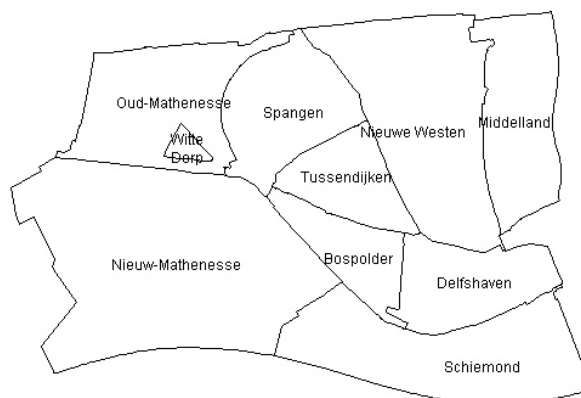 Oud-Mathenesse
Spangen
Middelland
Nieuwe Westen
Witte
Dorp
Tussendijken
Bospolder
Nieuw-Mathenesse
Delfshaven
Schiemond